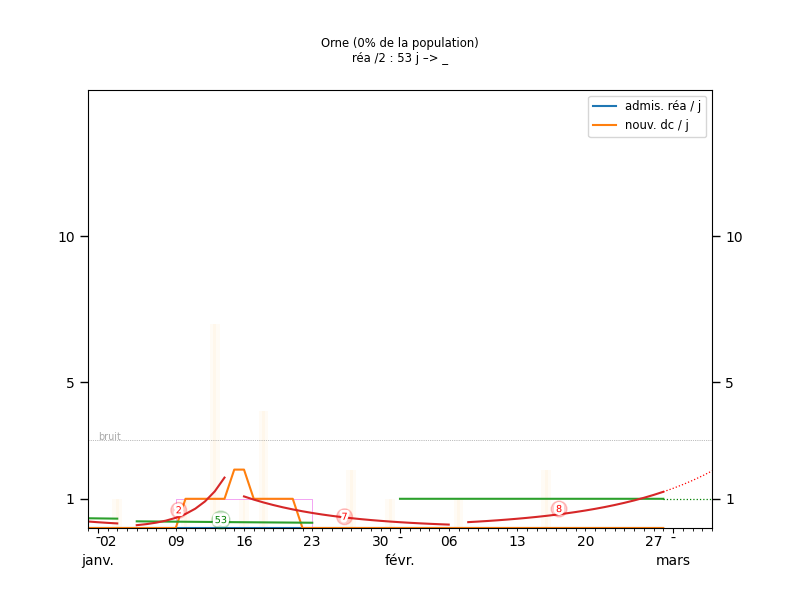 Orne (0% de la population)
réa /2 : 53 j –> _
admis. réa / j
nouv. dc / j
10
10
5
5
bruit
1
1
2
53
7
8
02
09
16
23
30
06
13
20
27
janv.
févr.
mars